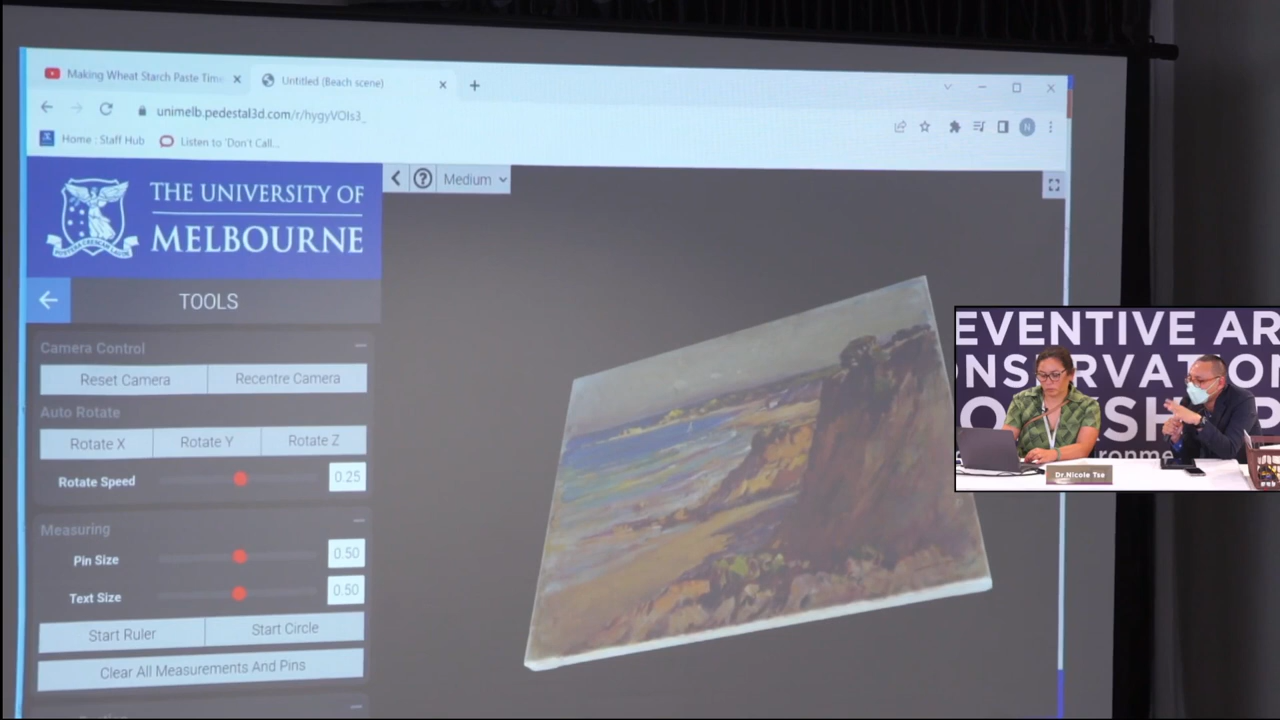 Making Wheat Starch Paste Time
Untitled (Beach scene)
unimelb.pedestal3d.com/r/hygyVOIs3_
Home : Staff Hub
Listen to 'Don't Call...
N
THE UNIVERSITY OF
MELBOURNE
Medium
TOOLS
Camera Control
Reset Camera
Recentre Camera
Auto Rotate
Rotate X
Rotate Y
Rotate Z
Rotate Speed
0.25
Measuring
Pin Size
0.50
Text Size
0.50
Start Ruler
Start Circle
Clear All Measurements And Pins
EVENTIVE AR
ONSERVATION
Dr.Nicole Tse